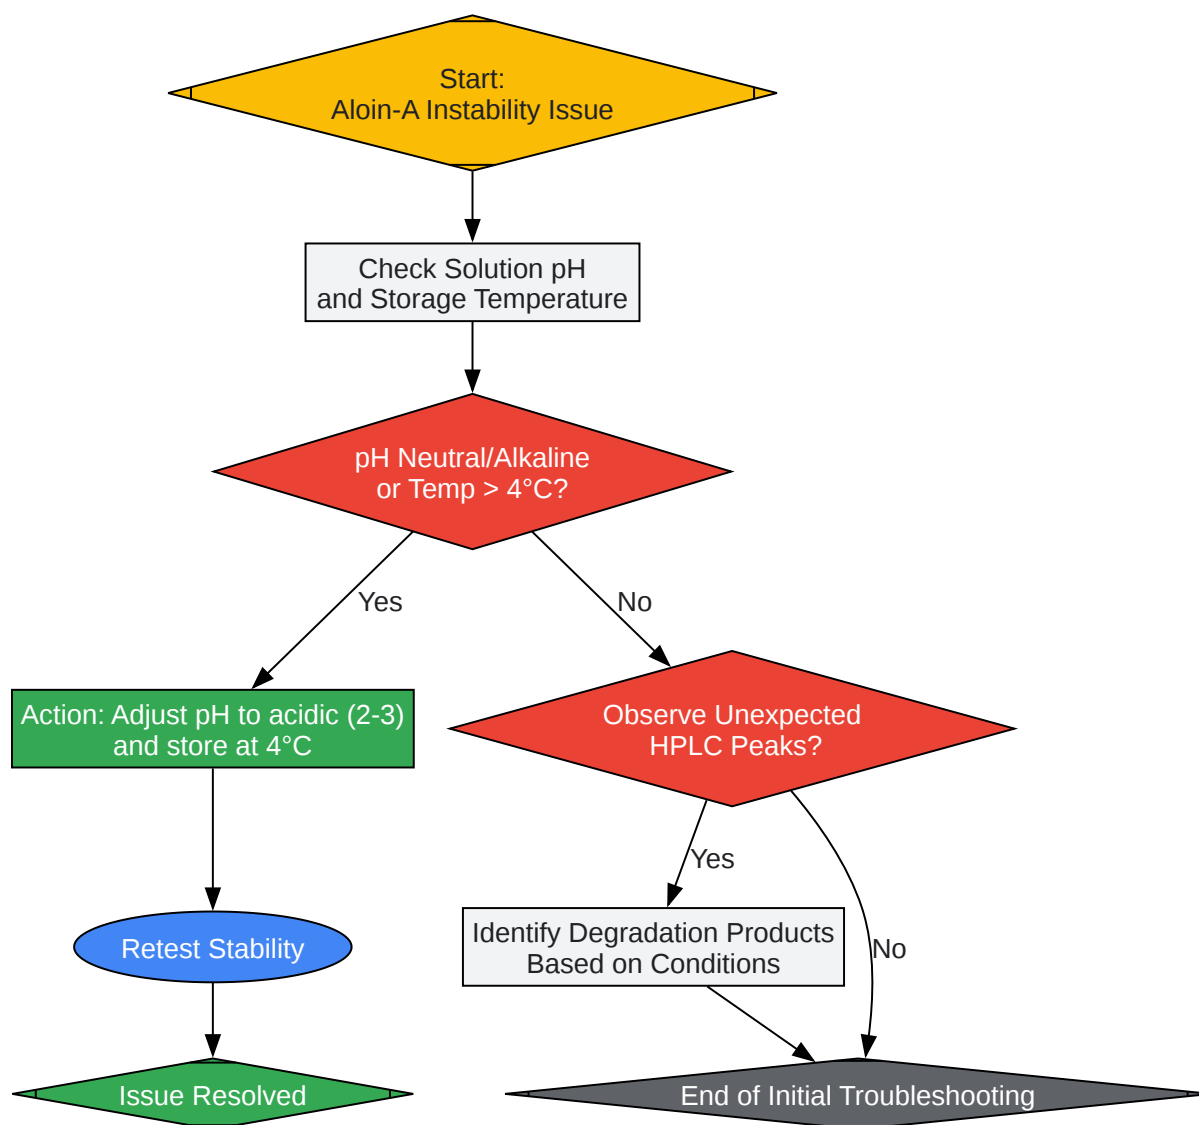 Start:
Aloin-A Instability Issue
Check Solution pH
and Storage Temperature
pH Neutral/Alkaline
or Temp > 4°C?
Yes
No
Action: Adjust pH to acidic (2-3)
and store at 4°C
Observe Unexpected
HPLC Peaks?
Yes
Identify Degradation Products
Based on Conditions
No
Retest Stability
Issue Resolved
End of Initial Troubleshooting